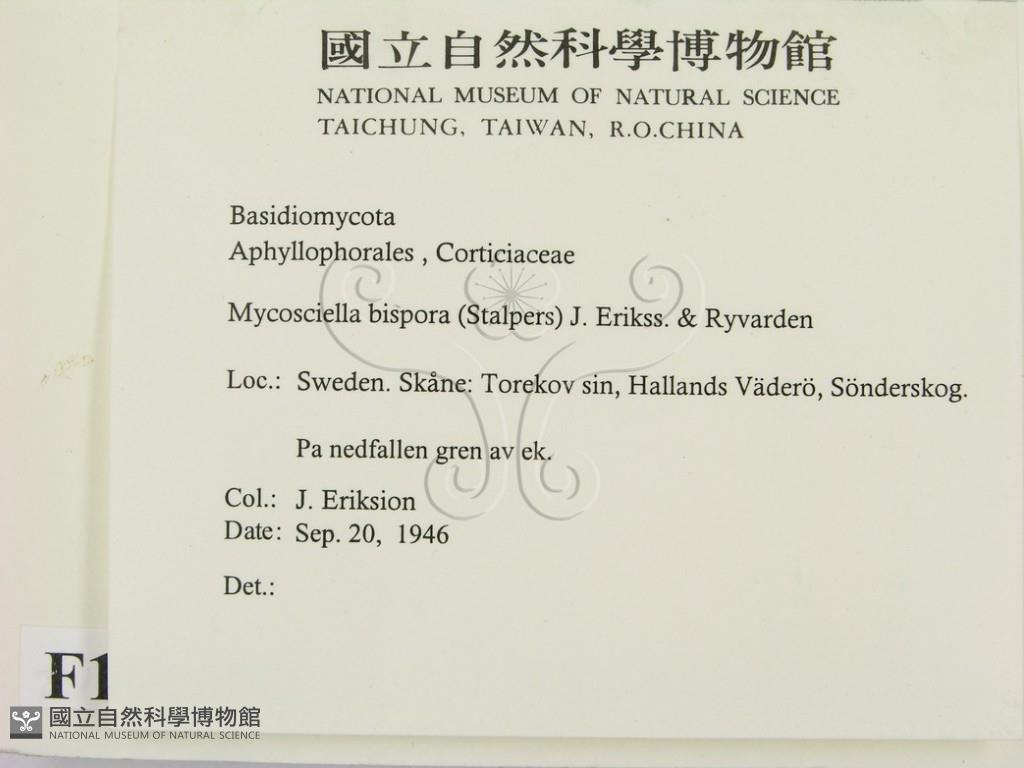 國立自然科學博物館
NATIONAL MUSEUM OF NATURAL SCIENCE
TAICHUNG, TAIWAN, R.O.CHINA
Basidiomycota
Aphyllophorales , Corticiaceae
Mycosciella bispora (Stalpers) J. Erikss. & Ryvarden
Loc.: Sweden. Skåne: Torekov sin, Hallands Väderö, Sönderskog.
Pa nedfallen gren av ek.
Col.: J. Eriksion
Date: Sep. 20, 1946
Det.:
F1
國立自然科學博物館
NATIONAL MUSEUM OF NATURAL SCIENCE